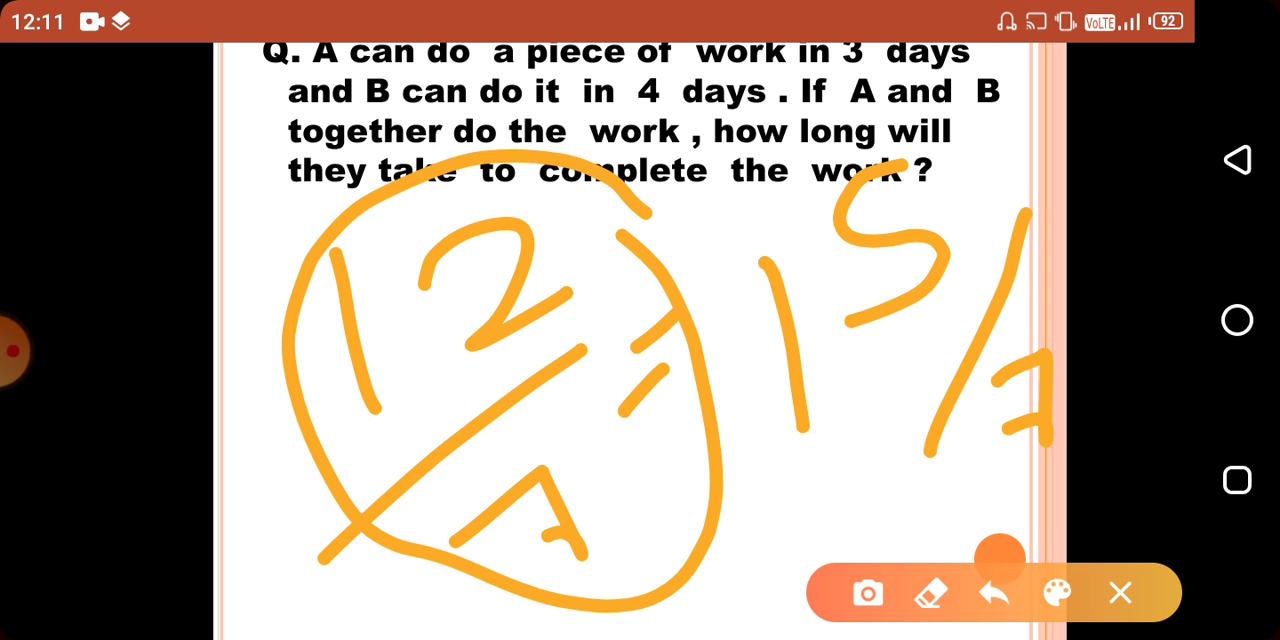 12:11 VoLTE 92
Q. A can do a piece of work in 3 days
and B can do it in 4 days . If A and B
together do the work , how long will
they take to complete the work ?
12/7 = 1 5/7